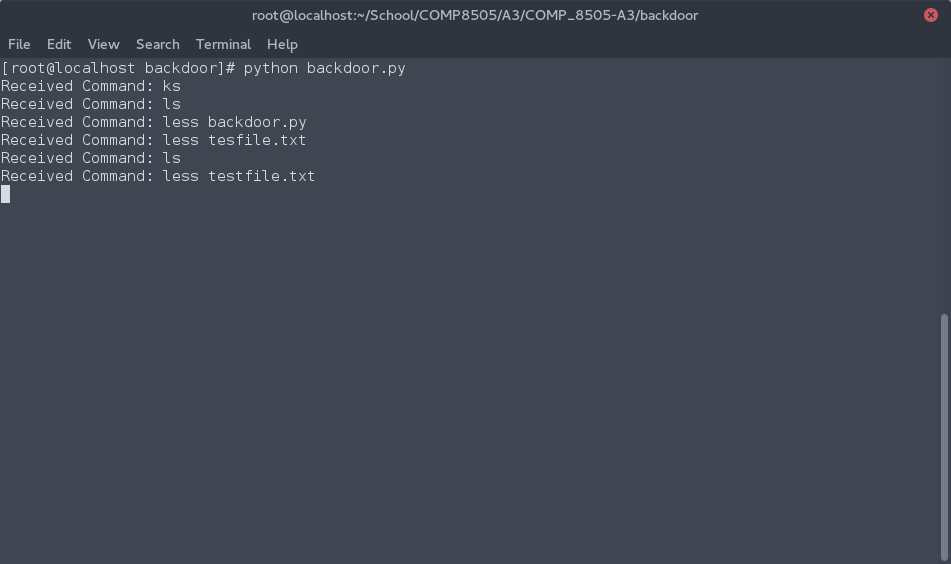 root@localhost:~/School/COMP8505/A3/COMP_8505-A3/backdoor
File Edit View Search Terminal Help
[root@localhost backdoor]# python backdoor.py
Received Command: ks
Received Command: ls
Received Command: less backdoor.py
Received Command: less tesfile.txt
Received Command: ls
Received Command: less testfile.txt